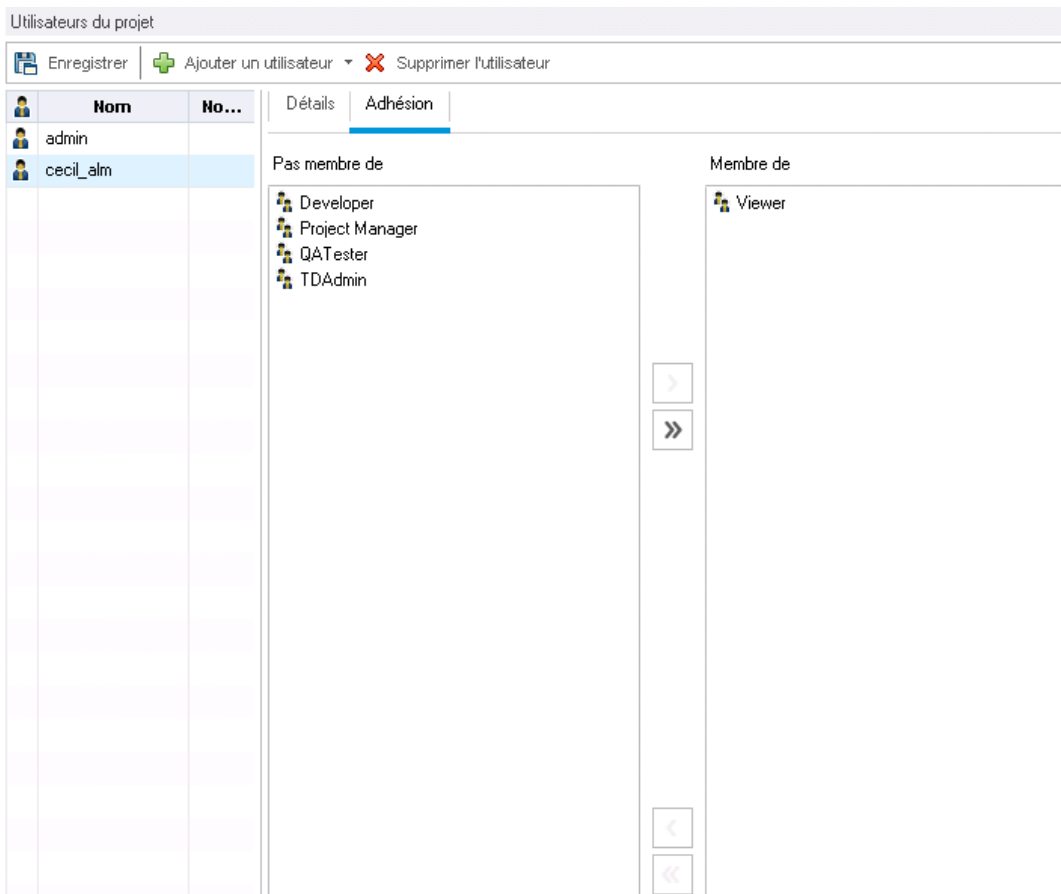 Utilisateurs du projet
Enregistrer Ajouter un utilisateur Supprimer l'utilisateur
Nom No... Détails Adhésion
admin
cecil_alm Pas membre de Membre de
Developer Viewer
Project Manager
QATester
TDAdmin